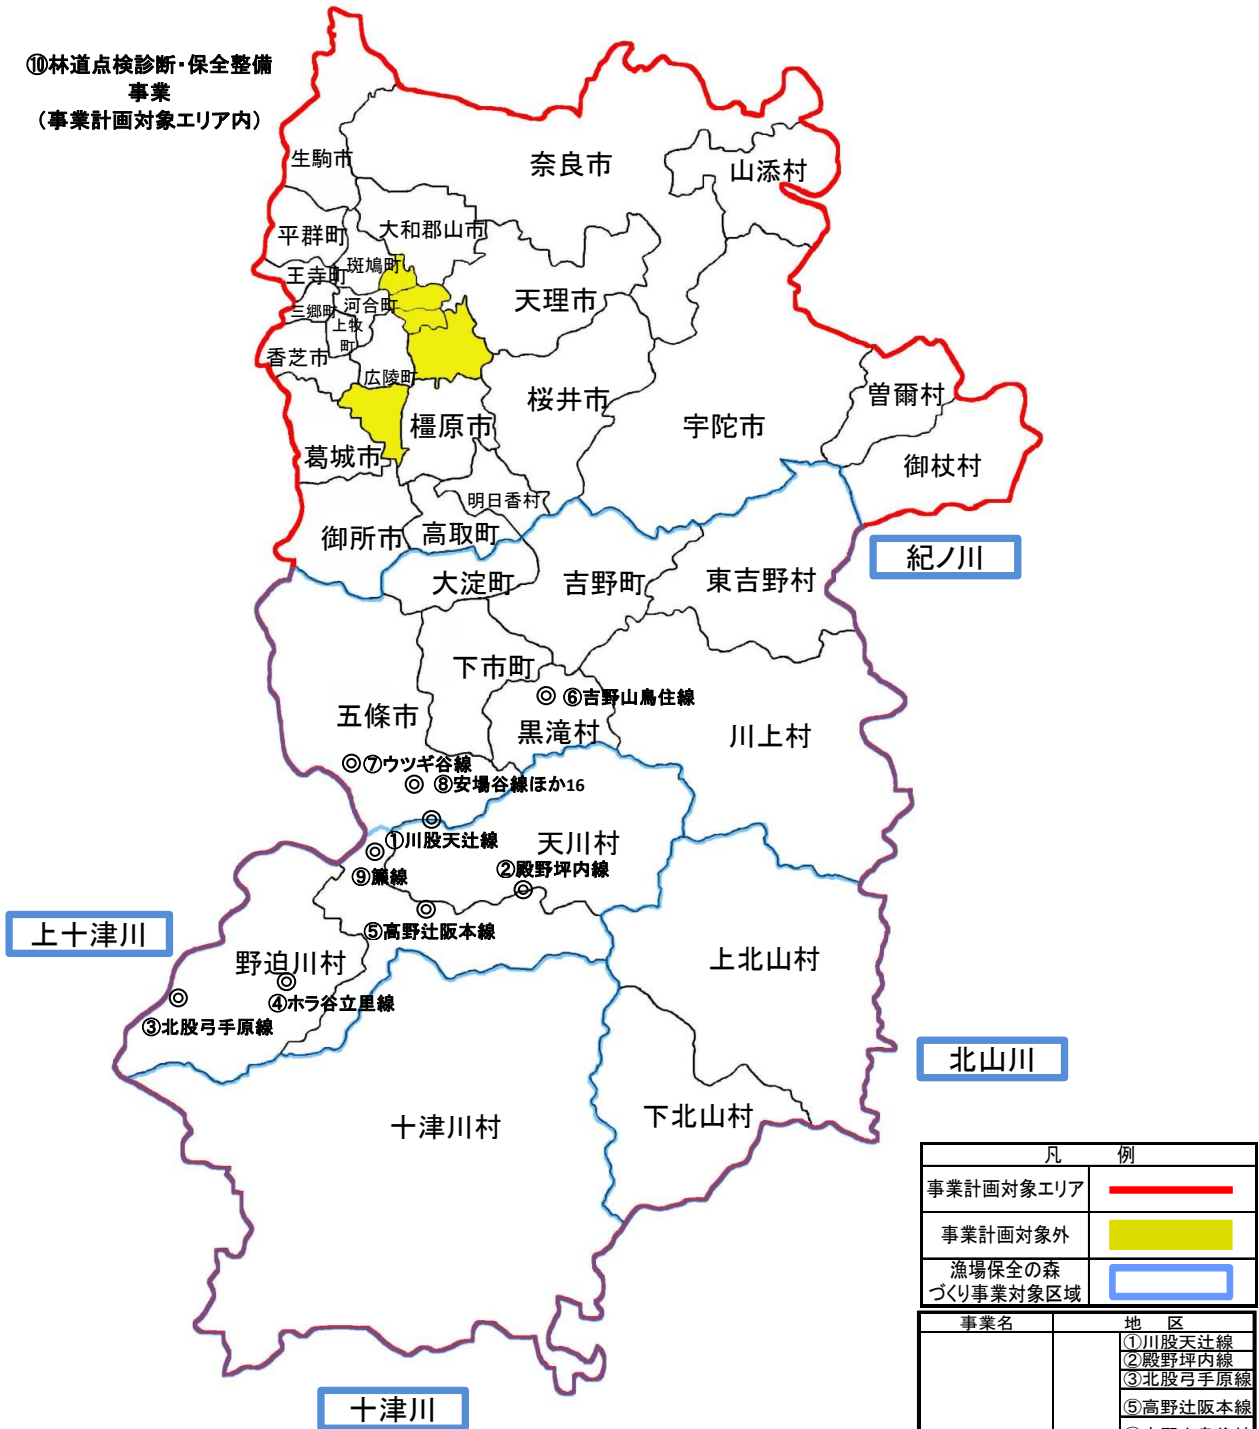 ⑩林道点検診断・保全整備
事業
（事業計画対象エリア内）
生駒市
奈良市
山添村
平群町
大和郡山市
斑鳩町
王寺町
天理市
三郷町
河合町
上牧
町
香芝市
広陵町
桜井市
曽爾村
橿原市
宇陀市
葛城市
御杖村
明日香村
御所市
高取町
紀ノ川
大淀町
吉野町
東吉野村
下市町
⑥吉野山鳥住線
五條市
黒滝村
川上村
⑦ウツギ谷線
⑧安場谷線ほか16
①川股天辻線
天川村
②殿野坪内線
⑨簾線
上十津川
⑤高野辻阪本線
野迫川村
上北山村
④ホラ谷立里線
③北股弓手原線
北山川
十津川村
下北山村
十津川
凡　例
事業計画対象エリア
事業計画対象外
漁場保全の森
づくり事業対象区域
事業名
地　区
①川股天辻線
②殿野坪内線
③北股弓手原線
⑤高野辻阪本線